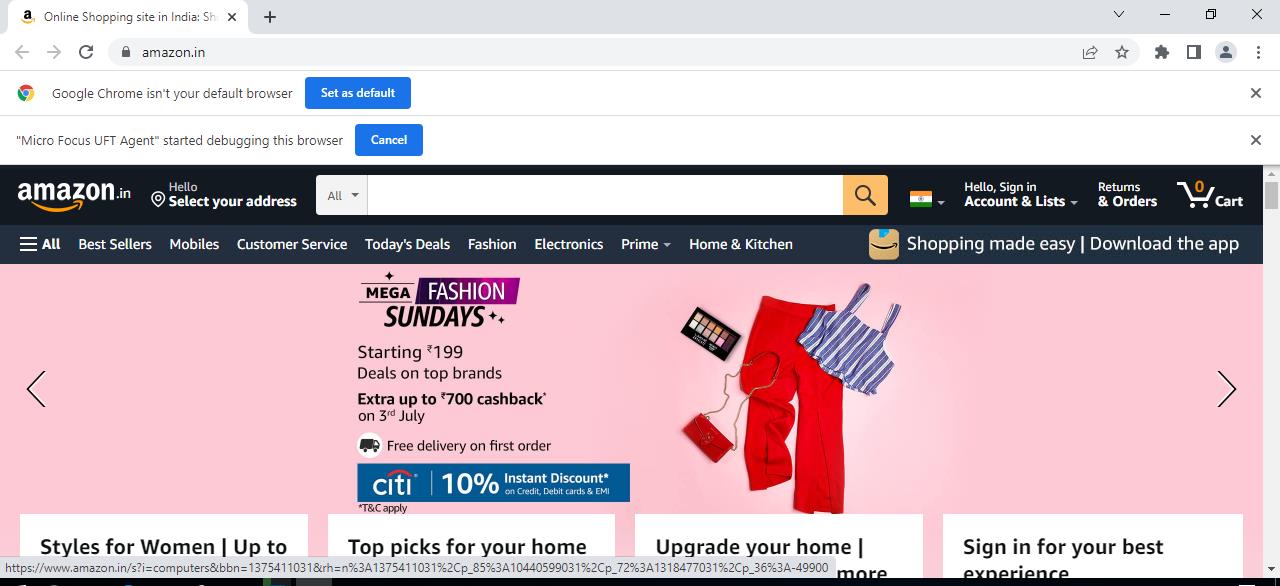 Online Shopping site in India: Sh
amazon.in
Google Chrome isn't your default browser
Set as default
"Micro Focus UFT Agent" started debugging this browser
Cancel
amazon.in
Hello
Select your address
All
Hello, Sign in
Account & Lists
Returns
& Orders
0
Cart
All Best Sellers Mobiles Customer Service Today's Deals Fashion Electronics Prime Home & Kitchen
Shopping made easy | Download the app
MEGA FASHION
SUNDAYS
Starting ₹199
Deals on top brands
Extra up to ₹700 cashback*
on 3rd July
Free delivery on first order
citi 10% Instant Discount*
on Credit, Debit cards & EMI
*T&C apply
Styles for Women | Up to
Top picks for your home
Upgrade your home |
more
Sign in for your best
experience
https://www.amazon.in/s?i=computers&bbn=1375411031&rh=n%3A1375411031%2Cp_85%3A10440599031%2Cp_72%3A1318477031%2Cp_36%3A-49900